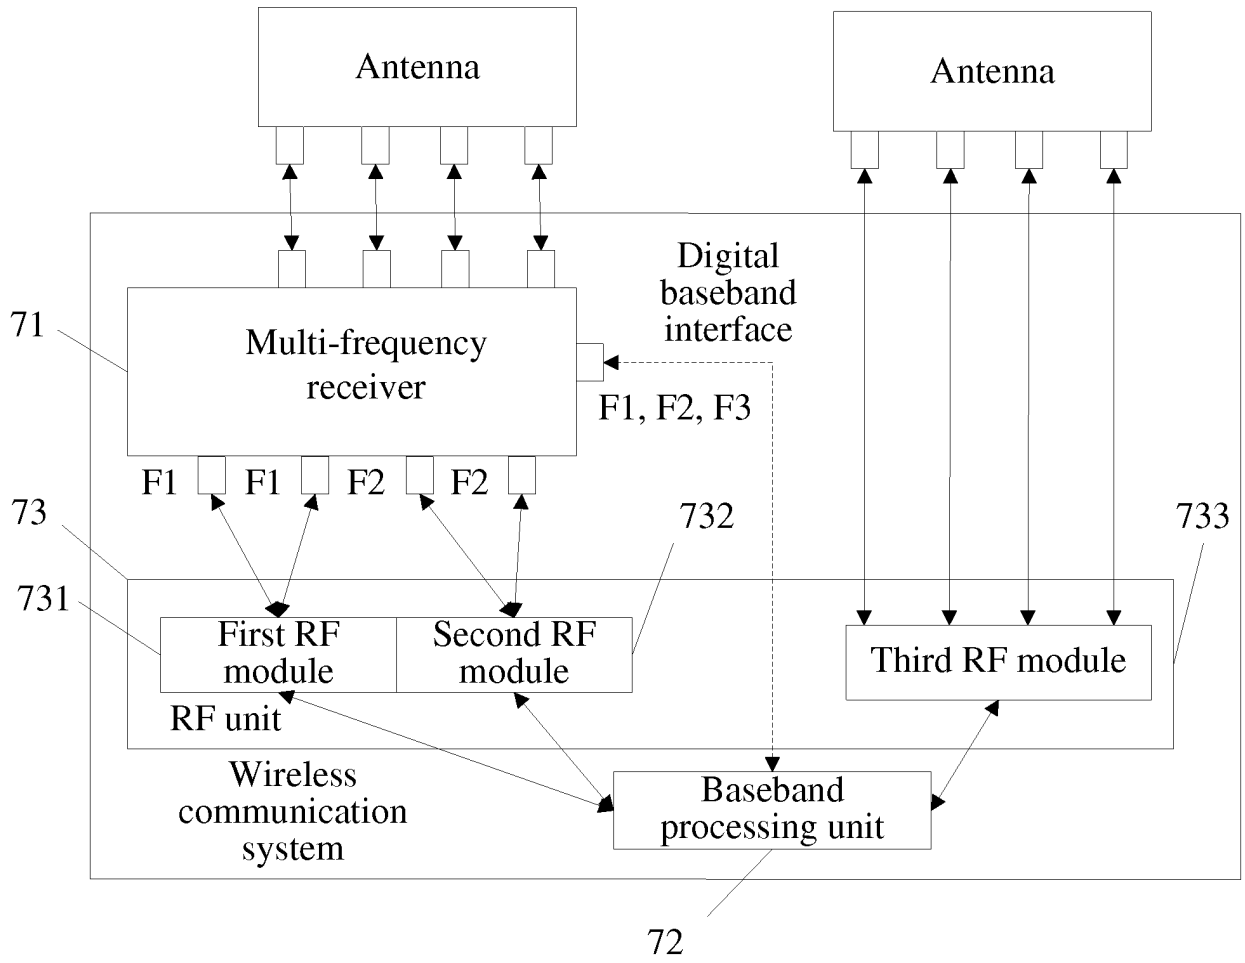 Antenna
Antenna
Digital
baseband
interface
71
Multi-frequency
receiver
F1, F2, F3
F1
F1
F2
F2
73
732
733
731
First RF
module
Second RF
module
Third RF module
RF unit
Wireless
communication
system
Baseband
processing unit
72